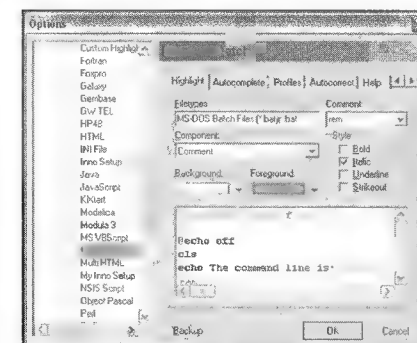 Options
Custom Highlight
Fortran
Foxpro
Galaxy
Gembase
GW TEL
HP48
HTML
INI File
Inno Setup
Java
JavaScript
KiXtart
Modelica
Modula 3
MS VBScript
Multi HTML
My Inno Setup
NSIS Script
Object Pascal
Perl
Highlight Autocomplete Profiles Autocorrect Help
Filetypes Comment
MS-DOS Batch Files (*.bat rem
Component: Style
Comment Bold
Italic
Background: Foreground: Underline
Strikeout
@echo off
cls
echo The command line is:
Backup OK Cancel